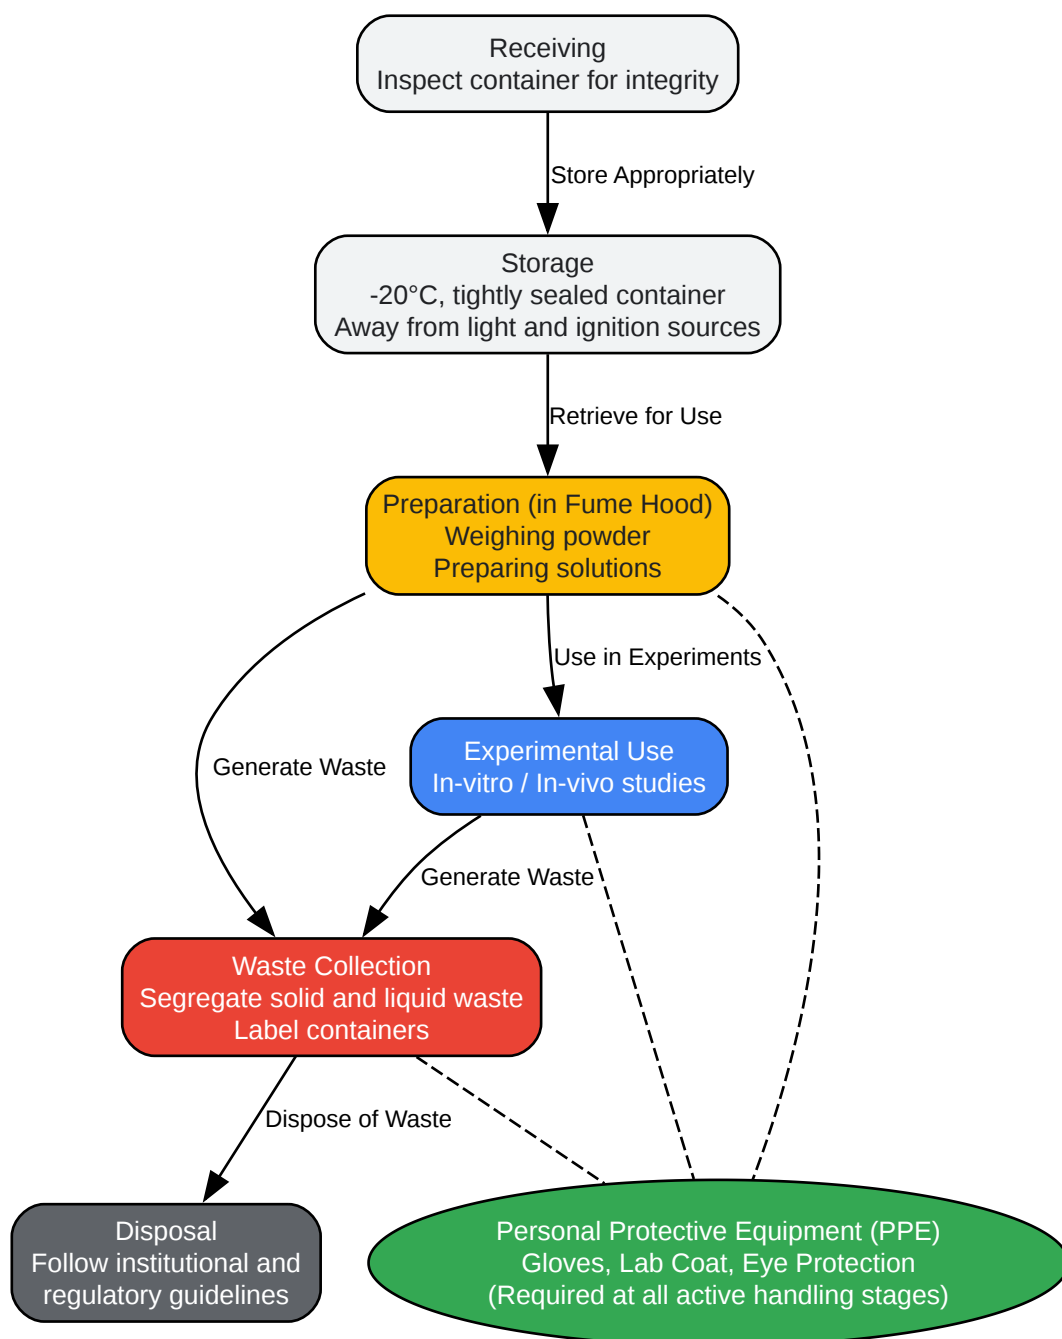 Receiving
Inspect container for integrity
Store Appropriately
Storage
-20°C, tightly sealed container
Away from light and ignition sources
Retrieve for Use
Preparation (in Fume Hood)
Weighing powder
Preparing solutions
Use in Experiments
Experimental Use
In-vitro / In-vivo studies
Generate Waste
Generate Waste
Waste Collection
Segregate solid and liquid waste
Label containers
Dispose of Waste
Disposal
Follow institutional and
regulatory guidelines
Personal Protective Equipment (PPE)
Gloves, Lab Coat, Eye Protection
(Required at all active handling stages)